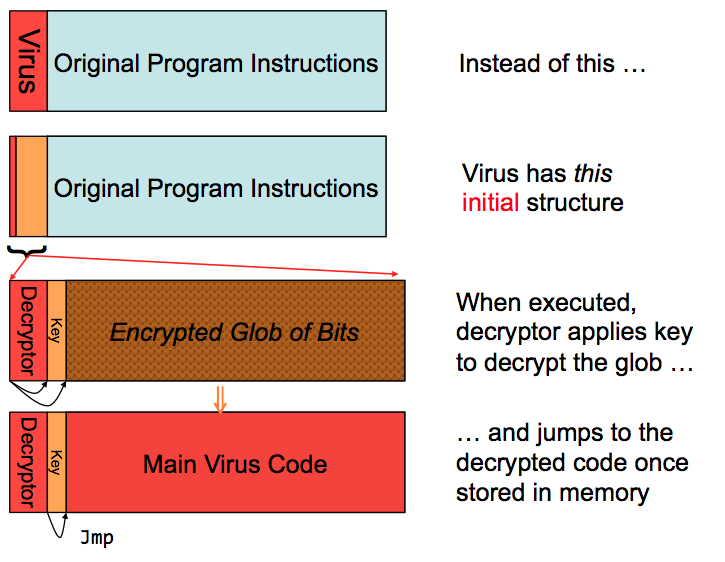 Virus
Original Program Instructions
Instead of this …
Original Program Instructions
Virus has this
initial structure
Decryptor
Key
Encrypted Glob of Bits
When executed,
decryptor applies key
to decrypt the glob …
Decryptor
Key
Main Virus Code
… and jumps to the
decrypted code once
stored in memory
Jmp